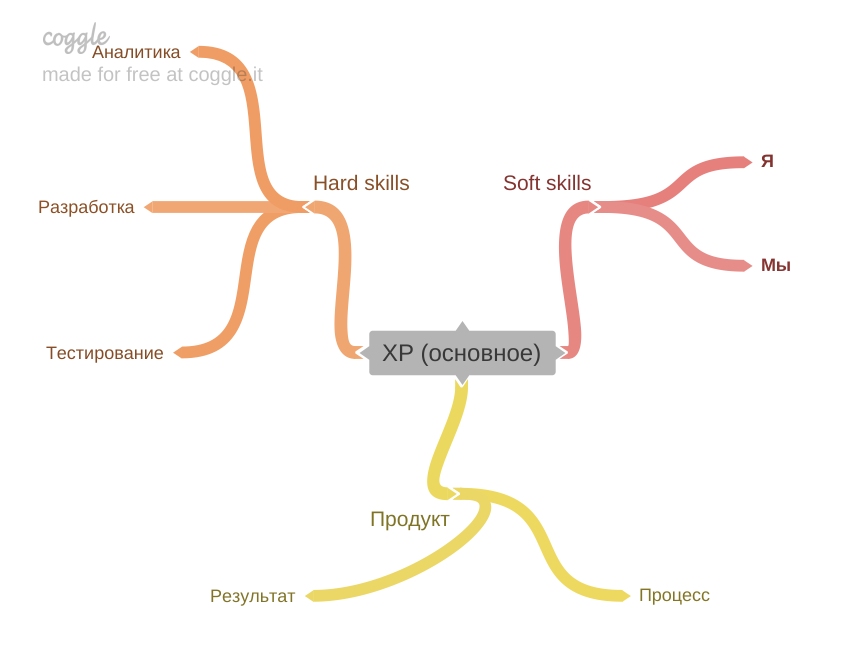 coggle
Аналитика
made for free at coggle.it
Hard skills
Soft skills
Я
Разработка
Мы
Тестирование
XP (основное)
Продукт
Результат
Процесс